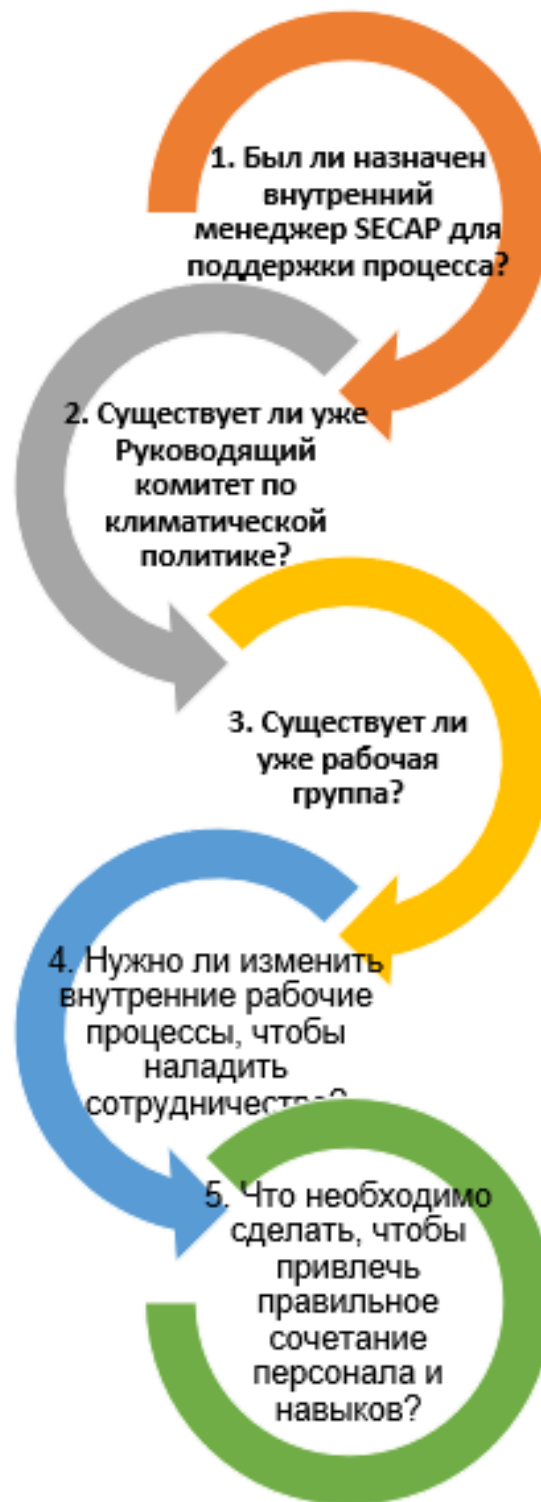 1. Был ли назначен
внутренний
менеджер SECAP для
поддержки процесса?
2. Существует ли уже
Руководящий
комитет по
климатической
политике?
3. Существует ли
уже рабочая
группа?
4. Нужно ли изменить
внутренние рабочие
процессы, чтобы
наладить
сотрудничество?
5. Что необходимо
сделать, чтобы
привлечь
правильное
сочетание
персонала и
навыков?